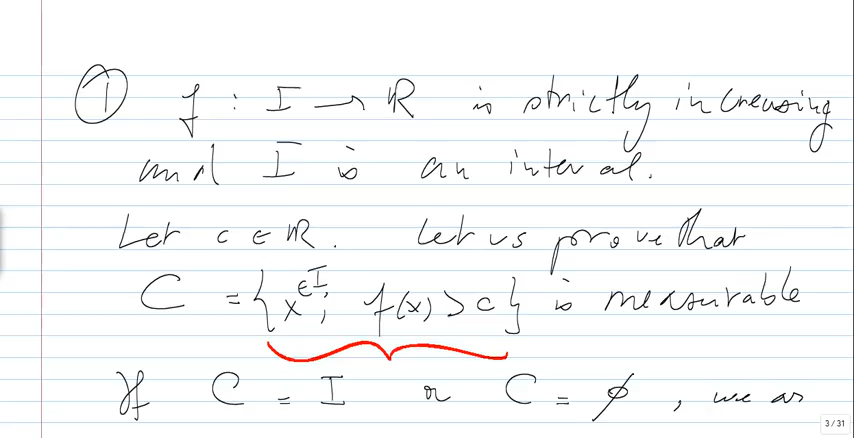 ① f : I → ℝ is strictly increasing
and I is an interval.
Let c ∈ ℝ. Let us prove that
C = { x ∈ I ; f(x) > c } is measurable
If C = I or C = ∅, we as
3 / 31